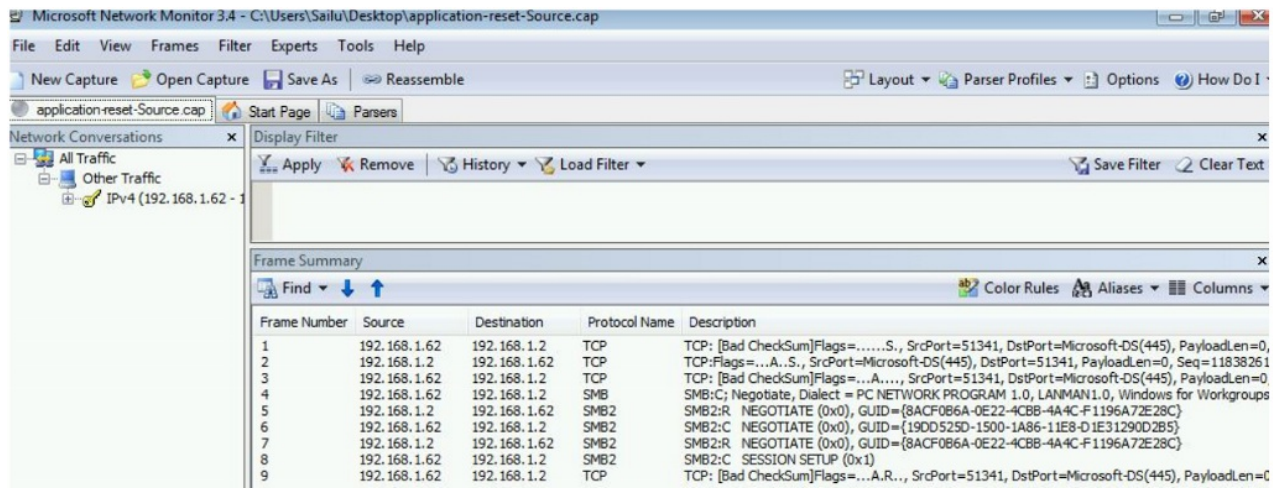 Microsoft Network Monitor 3.4 - C:\Users\Sailu\Desktop\application-reset-Source.cap
File Edit View Frames Filter Experts Tools Help
New Capture Open Capture Save As Reassemble Layout Parser Profiles Options How Do I
application-reset-Source.cap Start Page Parsers
Network Conversations x Display Filter x
All Traffic
Other Traffic
IPv4 (192.168.1.62 - 1
Apply Remove History Load Filter Save Filter Clear Text
Frame Summary x
Find Color Rules Aliases Columns
Frame Number Source Destination Protocol Name Description
1 192.168.1.62 192.168.1.2 TCP TCP: [Bad CheckSum]Flags=......S., SrcPort=51341, DstPort=Microsoft-DS(445), PayloadLen=0,
2 192.168.1.2 192.168.1.62 TCP TCP:Flags=...A..S., SrcPort=Microsoft-DS(445), DstPort=51341, PayloadLen=0, Seq=11838261
3 192.168.1.62 192.168.1.2 TCP TCP: [Bad CheckSum]Flags=...A...., SrcPort=51341, DstPort=Microsoft-DS(445), PayloadLen=0,
4 192.168.1.62 192.168.1.2 SMB SMB:C; Negotiate, Dialect = PC NETWORK PROGRAM 1.0, LANMAN1.0, Windows for Workgroups
5 192.168.1.2 192.168.1.62 SMB2 SMB2:R NEGOTIATE (0x0), GUID={8ACF0B6A-0E22-4CBB-4A4C-F1196A72E28C}
6 192.168.1.62 192.168.1.2 SMB2 SMB2:C NEGOTIATE (0x0), GUID={19DD525D-1500-1A86-11E8-D1E31290D2B5}
7 192.168.1.2 192.168.1.62 SMB2 SMB2:R NEGOTIATE (0x0), GUID={8ACF0B6A-0E22-4CBB-4A4C-F1196A72E28C}
8 192.168.1.62 192.168.1.2 SMB2 SMB2:C SESSION SETUP (0x1)
9 192.168.1.62 192.168.1.2 TCP TCP: [Bad CheckSum]Flags=...A.R.., SrcPort=51341, DstPort=Microsoft-DS(445), PayloadLen=0